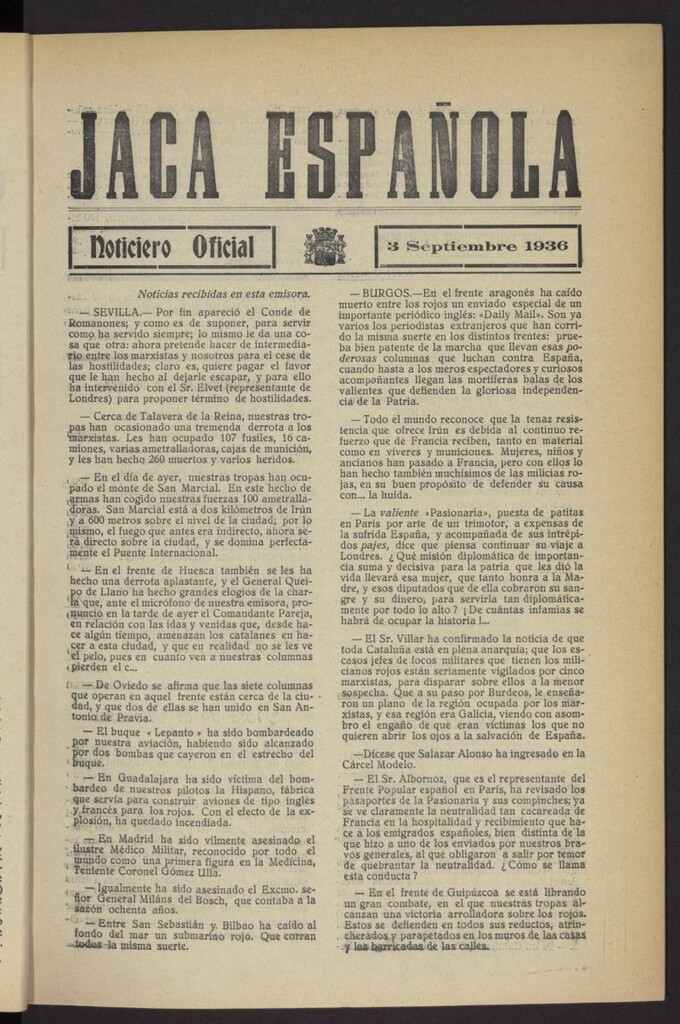 JACA ESPAÑOLA
Noticiero Oficial
3 Septiembre 1936
Noticias recibidas en esta emisora.
— SEVILLA.— Por fin apareció el Conde de
Romanones; y como es de suponer, para servir
como ha servido siempre; lo mismo le da una co-
sa que otra: ahora pretende hacer de intermedia-
rio entre los marxistas y nosotros para el cese de
las hostilidades; claro es, quiere pagar el favor
que le han hecho al dejarle escapar, y para ello
ha intervenido con el Sr. Elvet (representante de
Londres) para proponer término de hostilidades.
— Cerca de Talavera de la Reina, nuestras tro-
pas han ocasionado una tremenda derrota a los
marxistas. Les han ocupado 107 fusiles, 16 ca-
miones, varias ametralladoras, cajas de munición,
y les han hecho 260 muertos y varios heridos.
— En el día de ayer, nuestras tropas han ocu-
pado el monte de San Marcial. En este hecho de
armas han cogido nuestras fuerzas 100 ametralla-
doras. San Marcial está a dos kilómetros de Irún
y a 600 metros sobre el nivel de la ciudad; por lo
mismo, el fuego que antes era indirecto, ahora se-
rá directo sobre la ciudad, y se domina perfecta-
mente el Puente Internacional.
— En el frente de Huesca también se les ha
hecho una derrota aplastante, y el General Quei-
po de Llano ha hecho grandes elogios de la char-
la que, ante el micrófono de nuestra emisora, pro-
nunció en la tarde de ayer el Comandante Pareja,
en relación con las idas y venidas que, desde ha-
ce algún tiempo, amenazan los catalanes en ha-
cer a esta ciudad, y que en realidad no se les ve
el pelo, pues en cuanto ven a nuestras columnas
pierden el c...
— De Oviedo se afirma que las siete columnas
que operan en aquel frente están cerca de la ciu-
dad, y que dos de ellas se han unido en San An-
tonio de Pravia.
— El buque «Lepanto» ha sido bombardeado
por nuestra aviación, habiendo sido alcanzado
por dos bombas que cayeron en el estrecho del
buque.
— En Guadalajara ha sido víctima del bom-
bardeo de nuestros pilotos la Hispano, fábrica
que servía para construir aviones de tipo inglés
y francés para los rojos. Con el efecto de la ex-
plosión, ha quedado incendiada.
— En Madrid ha sido vilmente asesinado el
ilustre Médico Militar, reconocido por todo el
mundo como una primera figura en la Medicina,
Teniente Coronel Gómez Ulla.
— Igualmente ha sido asesinado el Excmo. se-
ñor General Miláns del Bosch, que contaba a la
sazón ochenta años.
— Entre San Sebastián y Bilbao ha caído al
fondo del mar un submarino rojo. Que corran
todos la misma suerte.
— BURGOS.—En el frente aragonés ha caído
muerto entre los rojos un enviado especial de un
importante periódico inglés: «Daily Mail». Son ya
varios los periodistas extranjeros que han corri-
do la misma suerte en los distintos frentes: prue-
ba bien patente de la marcha que llevan esas po-
derosas columnas que luchan contra España,
cuando hasta a los meros espectadores y curiosos
acompañantes llegan las mortíferas balas de los
valientes que defienden la gloriosa independen-
cia de la Patria.
— Todo el mundo reconoce que la tenaz resis-
tencia que ofrece Irún es debida al continuo re-
fuerzo que de Francia reciben, tanto en material
como en víveres y municiones. Mujeres, niños y
ancianos han pasado a Francia, pero con ellos lo
han hecho también muchísimos de las milicias ro-
jas, en su buen propósito de defender su causa
con... la huída.
— La valiente «Pasionaria», puesta de patitas
en París por arte de un trimotor, a expensas de
la sufrida España, y acompañada de sus intrépi-
dos pajes, dice que piensa continuar su viaje a
Londres. ¿Qué misión diplomática de importan-
cia suma y decisiva para la patria que les dió la
vida llevará esa mujer, que tanto honra a la Ma-
dre, y esos diputados que de ella cobraron su san-
gre y su dinero, para servirla tan diplomática-
mente por todo lo alto? ¡De cuántas infamias se
habrá de ocupar la historia!...
— El Sr. Villar ha confirmado la noticia de que
toda Cataluña está en plena anarquía; que los es-
casos jefes de focos militares que tienen los mili-
cianos rojos están seriamente vigilados por cinco
marxistas, para disparar sobre ellos a la menor
sospecha. Que a su paso por Burdeos, le enseña-
ron un plano de la región ocupada por los mar-
xistas, y esa región era Galicia, viendo con asom-
bro el engaño de que eran víctimas los que no
quieren abrir los ojos a la salvación de España.
—Dícese que Salazar Alonso ha ingresado en la
Cárcel Modelo.
— El Sr. Albornoz, que es el representante del
Frente Popular español en París, ha revisado los
pasaportes de la Pasionaria y sus compinches; ya
se ve claramente la neutralidad tan cacareada de
Francia en la hospitalidad y recibimiento que ha-
ce a los emigrados españoles, bien distinta de la
que hizo a uno de los enviados por nuestros bra-
vos generales, al que obligaron a salir por temor
de quebrantar la neutralidad. ¿Cómo se llama
esta conducta?
— En el frente de Guipúzcoa se está librando
un gran combate, en el que nuestras tropas al-
canzan una victoria arrolladora sobre los rojos.
Estos se defienden en todos sus reductos, atrin-
cherados y parapetados en los muros de las casas
y las barricadas de las calles.